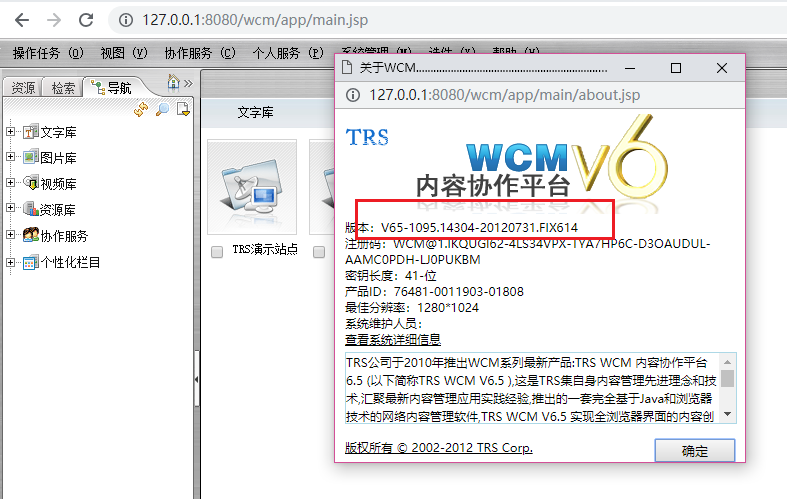 127.0.0.1:8080/wcm/app/main.jsp
操作任务 (O) 视图 (V) 协作服务 (C) 个人服务 (P) 系统管理 (M) 选件 (X) 帮助 (H)
资源 检索 导航
文字库
图片库
视频库
资源库
协作服务
个性化栏目
文字库
TRS演示站点
关于WCM
127.0.0.1:8080/wcm/app/main/about.jsp
TRS
WCM V6
内容协作平台
版本：V65-1095.14304-20120731.FIX614
密钥长度：41-位
产品ID：76481-0011903-01808
最佳分辨率：1280*1024
系统维护人员：
查看系统详细信息
TRS公司于2010年推出WCM系列最新产品:TRS WCM 内容协作平台
6.5 (以下简称TRS WCM V6.5 ),这是TRS集自身内容管理先进理念和技
术,汇聚最新内容管理应用实践经验,推出的一套完全基于Java和浏览器
技术的网络内容管理软件,TRS WCM V6.5 实现全浏览器界面的内容创
版权所有 © 2002-2012 TRS Corp.
确定